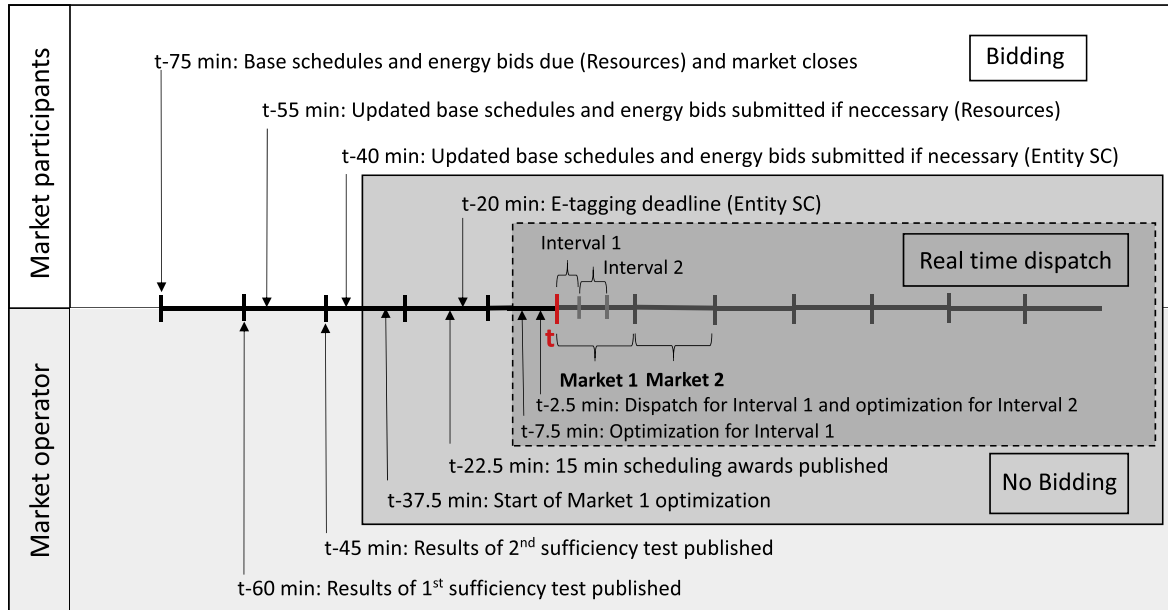 Market participants
Bidding
t-75 min: Base schedules and energy bids due (Resources) and market closes
t-55 min: Updated base schedules and energy bids submitted if neccessary (Resources)
t-40 min: Updated base schedules and energy bids submitted if necessary (Entity SC)
t-20 min: E-tagging deadline (Entity SC)
Interval 1
Interval 2
Real time dispatch
t
Market 1
Market 2
Market operator
t-2.5 min: Dispatch for Interval 1 and optimization for Interval 2
t-7.5 min: Optimization for Interval 1
t-22.5 min: 15 min scheduling awards published
t-37.5 min: Start of Market 1 optimization
No Bidding
t-45 min: Results of 2nd sufficiency test published
t-60 min: Results of 1st sufficiency test published